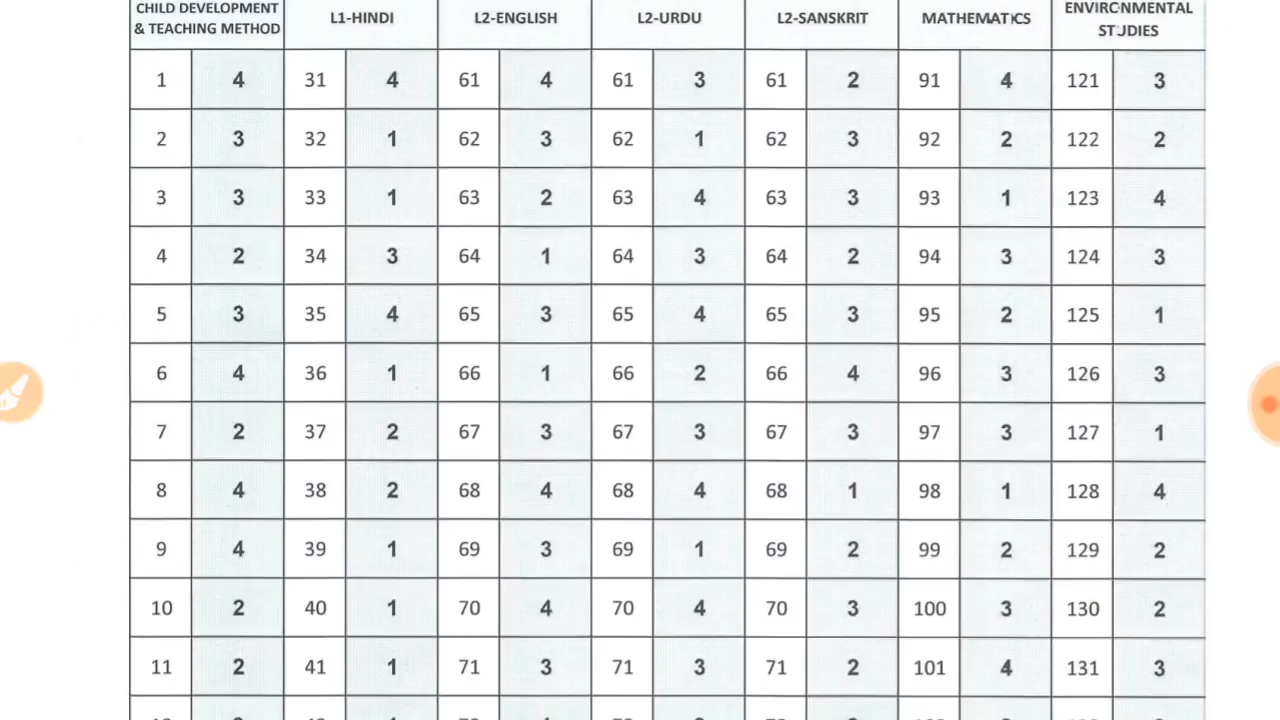 CHILD DEVELOPMENT & TEACHING METHOD L1-HINDI L2-ENGLISH L2-URDU L2-SANSKRIT MATHEMATICS ENVIRONMENTAL STUDIES
1 4 31 4 61 4 61 3 61 2 91 4 121 3
2 3 32 1 62 3 62 1 62 3 92 2 122 2
3 3 33 1 63 2 63 4 63 3 93 1 123 4
4 2 34 3 64 1 64 3 64 2 94 3 124 3
5 3 35 4 65 3 65 4 65 3 95 2 125 1
6 4 36 1 66 1 66 2 66 4 96 3 126 3
7 2 37 2 67 3 67 3 67 3 97 3 127 1
8 4 38 2 68 4 68 4 68 1 98 1 128 4
9 4 39 1 69 3 69 1 69 2 99 2 129 2
10 2 40 1 70 4 70 4 70 3 100 3 130 2
11 2 41 1 71 3 71 3 71 2 101 4 131 3